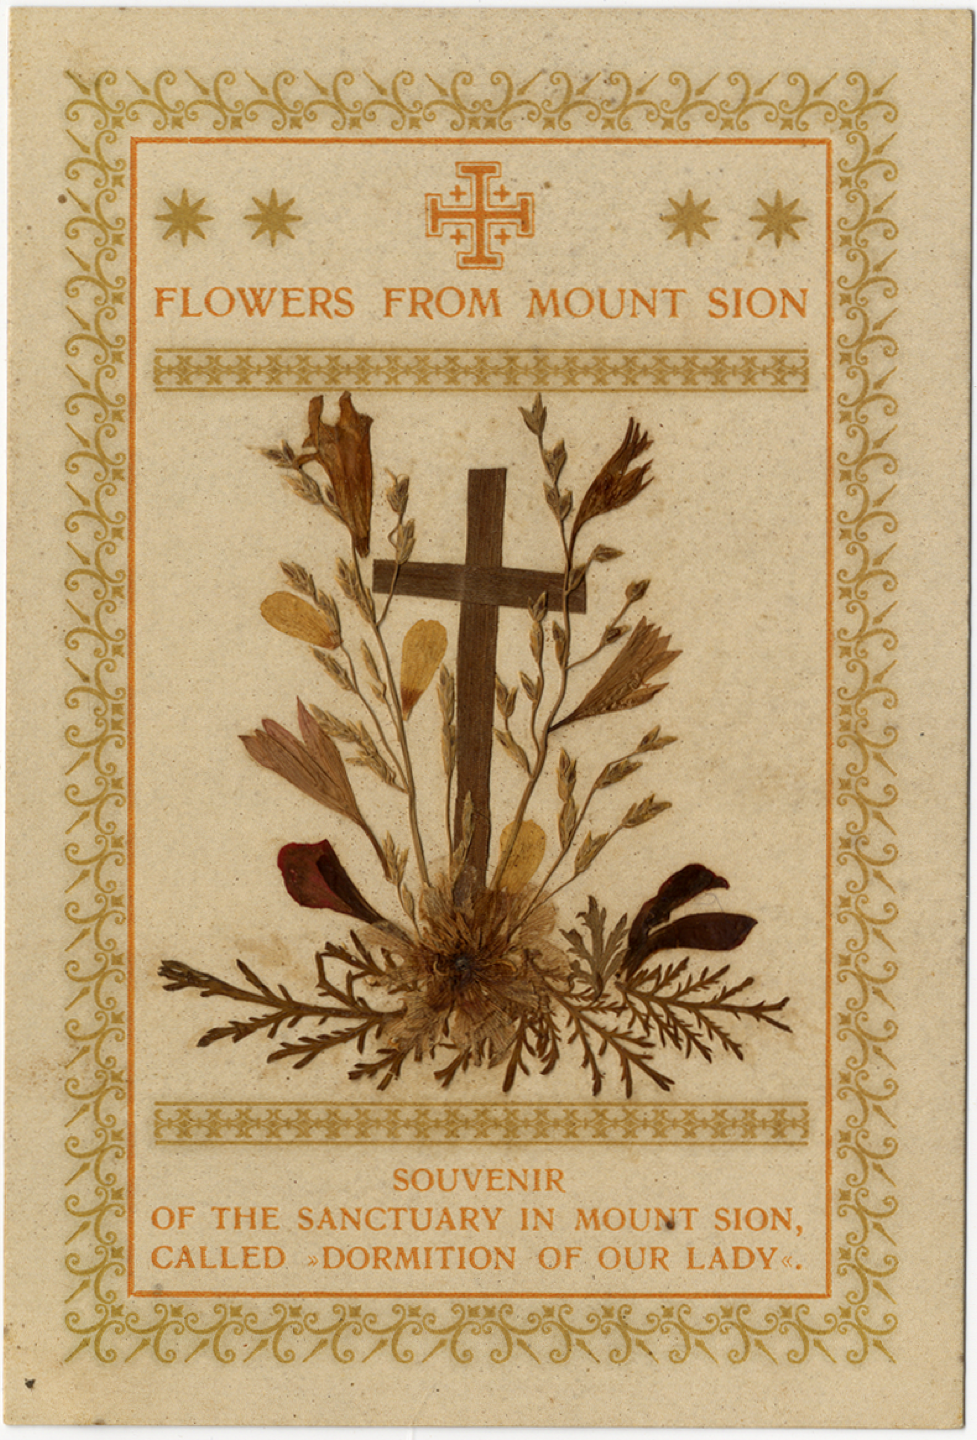 FLOWERS FROM MOUNT SION
SOUVENIR
OF THE SANCTUARY IN MOUNT SION,
CALLED »DORMITION OF OUR LADY«.